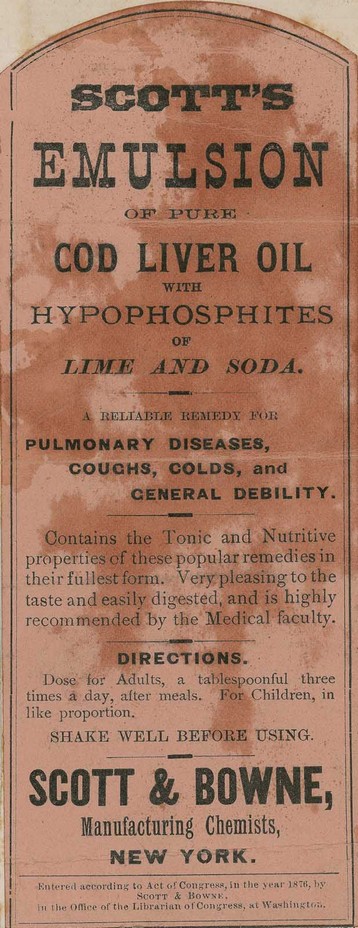 SCOTT'S
EMULSION
OF PURE
COD LIVER OIL
WITH
HYPOPHOSPHITES
OF
LIME AND SODA.
A RELIABLE REMEDY FOR
PULMONARY DISEASES,
COUGHS, COLDS, and
GENERAL DEBILITY.
Contains the Tonic and Nutritive
properties of these popular remedies in
their fullest form. Very pleasing to the
taste and easily digested, and is highly
recommended by the Medical faculty.
DIRECTIONS.
Dose for Adults, a tablespoonful three
times a day, after meals. For Children, in
like proportion.
SHAKE WELL BEFORE USING.
SCOTT & BOWNE,
Manufacturing Chemists,
NEW YORK.
Entered according to Act of Congress, in the year 1876, by
SCOTT & BOWNE,
in the Office of the Librarian of Congress, at Washington.